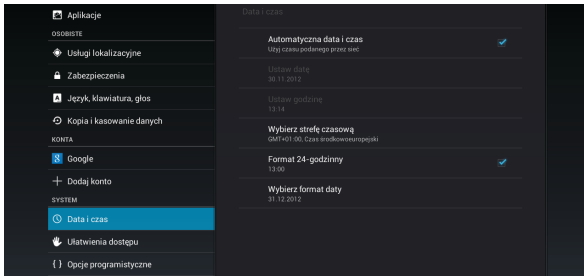 Aplikacje
OSOBISTE
Usługi lokalizacyjne
Zabezpieczenia
Język, klawiatura, głos
Kopia i kasowanie danych
KONTA
Google
Dodaj konto
SYSTEM
Data i czas
Ułatwienia dostępu
Opcje programistyczne
Data i czas
Automatyczna data i czas
Użyj czasu podanego przez sieć
Ustaw datę
30.11.2012
Ustaw godzinę
13:14
Wybierz strefę czasową
GMT+01:00, Czas środkowoeuropejski
Format 24-godzinny
13:00
Wybierz format daty
31.12.2012